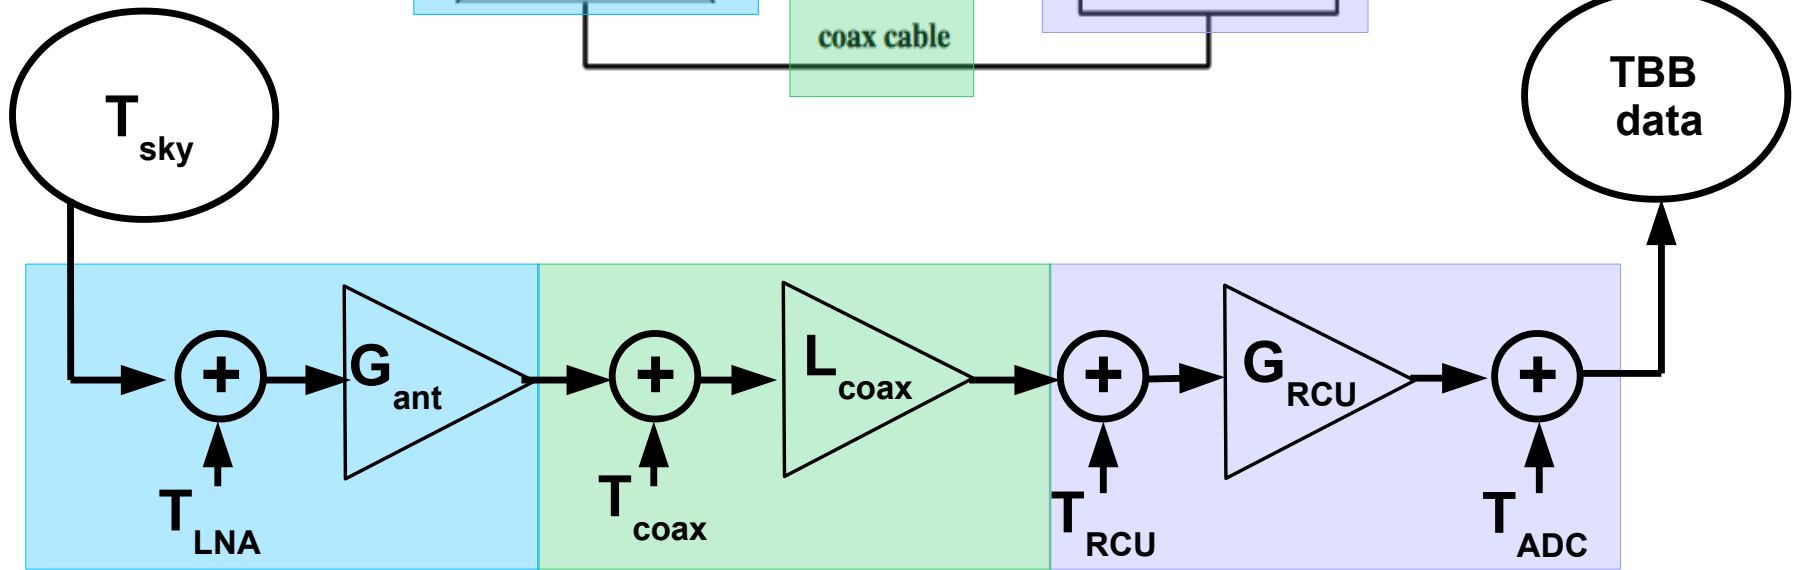 coax cable
T sky
TBB
data
+ G ant + L coax + G RCU +
T LNA T coax T RCU T ADC